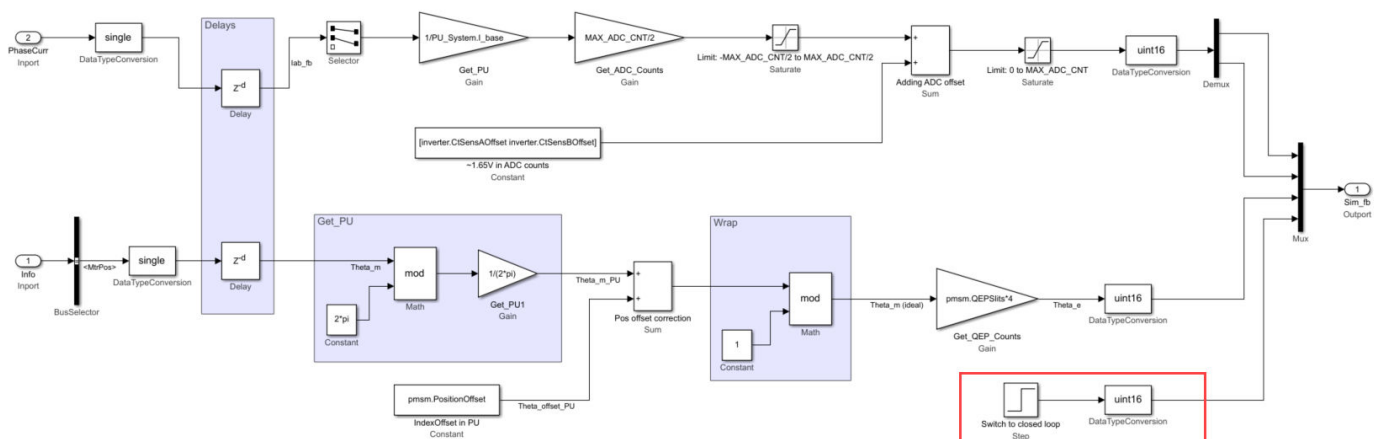 Delays
2
PhaseCurr
Inport
single
DataTypeConversion
z-d
Delay
Iab_fb
Selector
1/PU_System.I_base
Get_PU
Gain
MAX_ADC_CNT/2
Get_ADC_Counts
Gain
Limit: -MAX_ADC_CNT/2 to MAX_ADC_CNT/2
Saturate
+
+
Adding ADC offset
Sum
Limit: 0 to MAX_ADC_CNT
Saturate
uint16
DataTypeConversion
Demux
[inverter.CtSensAOffset inverter.CtSensBOffset]
~1.65V in ADC counts
Constant
1
Info
Inport
<MtrPos>
BusSelector
single
DataTypeConversion
z-d
Delay
Get_PU
Theta_m
mod
Math
2*pi
Constant
1/(2*pi)
Get_PU1
Gain
Theta_m_PU
+
+
Pos offset correction
Sum
pmsm.PositionOffset
Theta_offset_PU
IndexOffset in PU
Constant
Wrap
mod
Math
1
Constant
Theta_m (ideal)
pmsm.QEPSlits*4
Get_QEP_Counts
Gain
Theta_e
uint16
DataTypeConversion
Switch to closed loop
Step
uint16
DataTypeConversion
Mux
1
Sim_fb
Outport